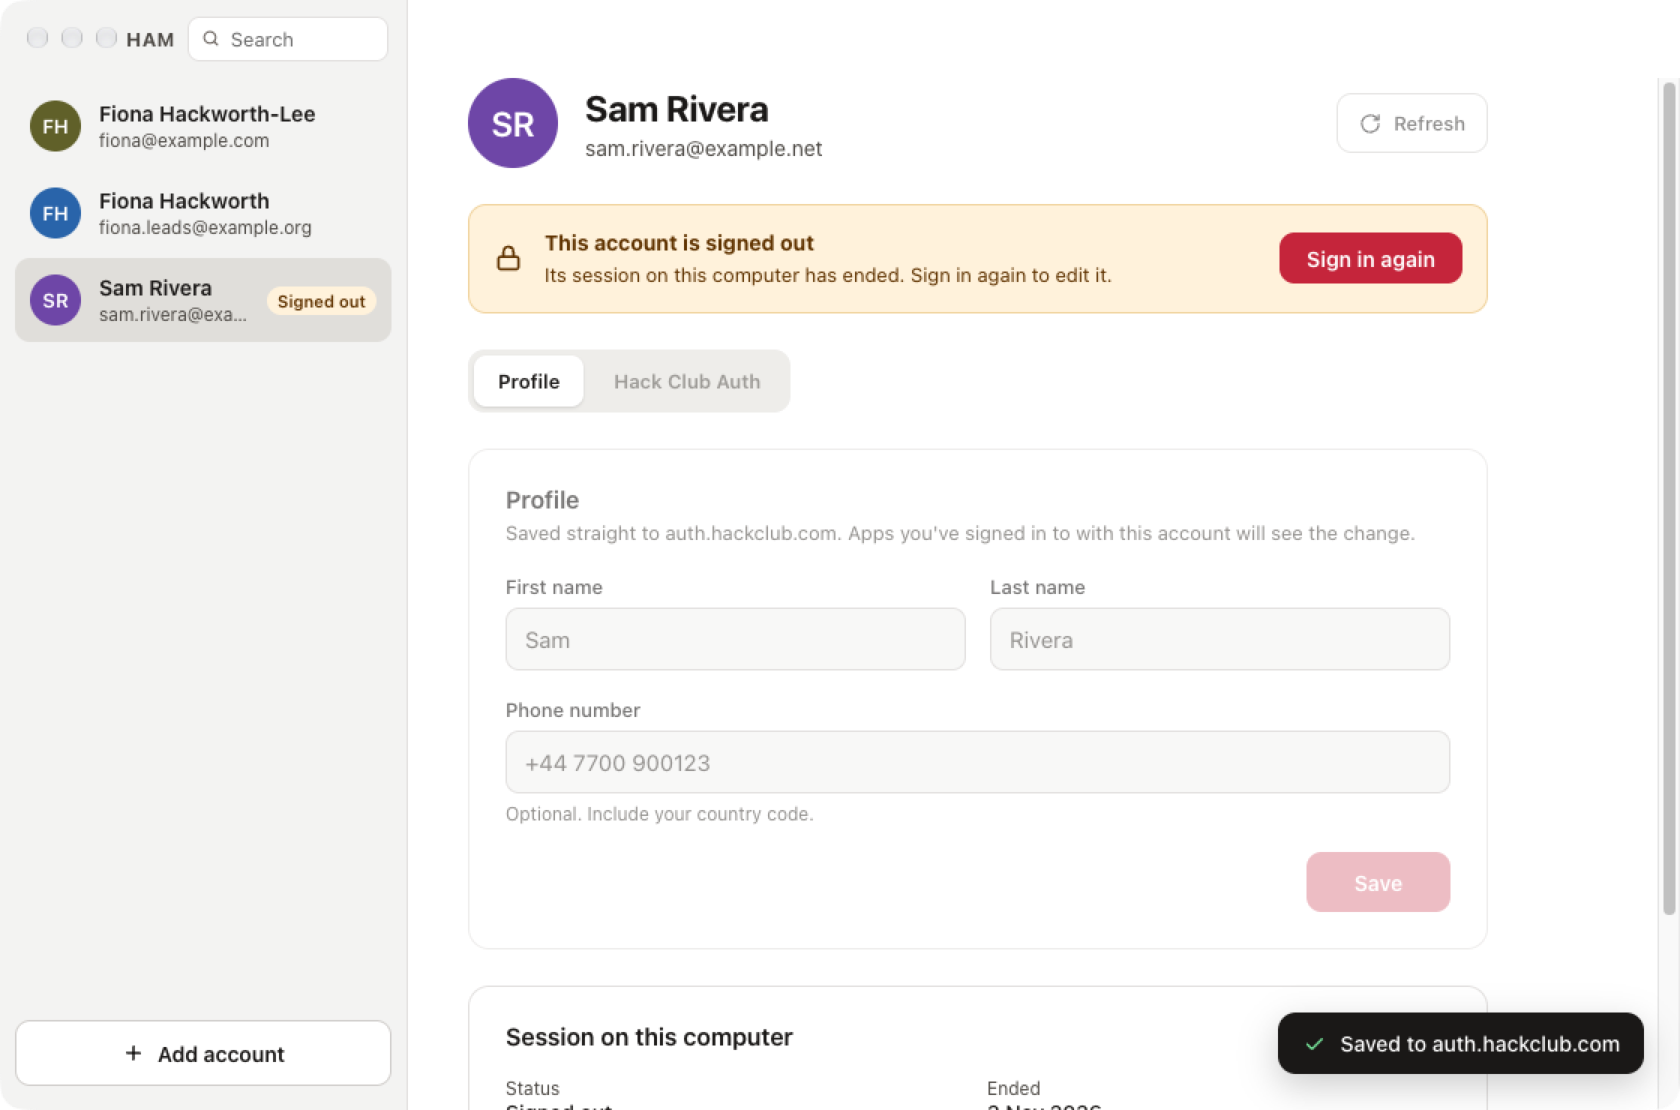 HAM
Search
FH
Fiona Hackworth-Lee
fiona@example.com
FH
Fiona Hackworth
fiona.leads@example.org
SR
Sam Rivera
sam.rivera@exa...
Signed out
+ Add account
SR
Sam Rivera
sam.rivera@example.net
Refresh
This account is signed out
Its session on this computer has ended. Sign in again to edit it.
Sign in again
Profile
Hack Club Auth
Profile
Saved straight to auth.hackclub.com. Apps you've signed in to with this account will see the change.
First name
Last name
Sam
Rivera
Phone number
+44 7700 900123
Optional. Include your country code.
Save
Session on this computer
Saved to auth.hackclub.com
Status
Ended
Signed out